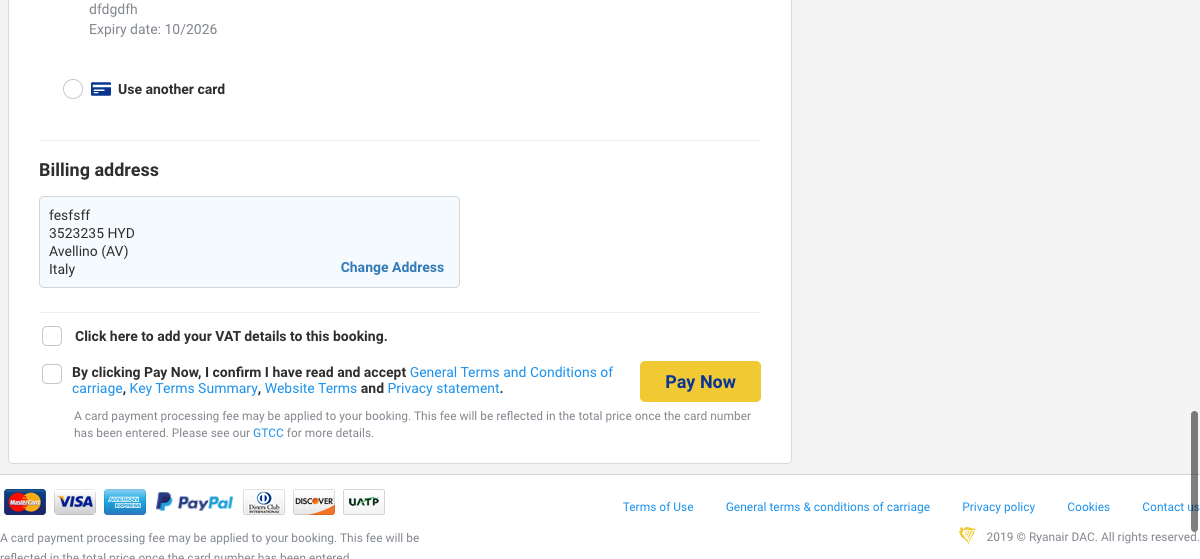 dfdgdfh
Expiry date: 10/2026
Use another card
Billing address
fesfsff
3523235 HYD
Avellino (AV)
Italy
Change Address
Click here to add your VAT details to this booking.
By clicking Pay Now, I confirm I have read and accept General Terms and Conditions of
carriage, Key Terms Summary, Website Terms and Privacy statement.
Pay Now
A card payment processing fee may be applied to your booking. This fee will be reflected in the total price once the card number
has been entered. Please see our GTCC for more details.
MasterCard VISA AMERICAN EXPRESS PayPal Diners Club INTERNATIONAL DISCOVER UATP
Terms of Use General terms & conditions of carriage Privacy policy Cookies Contact us
A card payment processing fee may be applied to your booking. This fee will be
reflected in the total price once the card number has been entered.
2019 © Ryanair DAC. All rights reserved.